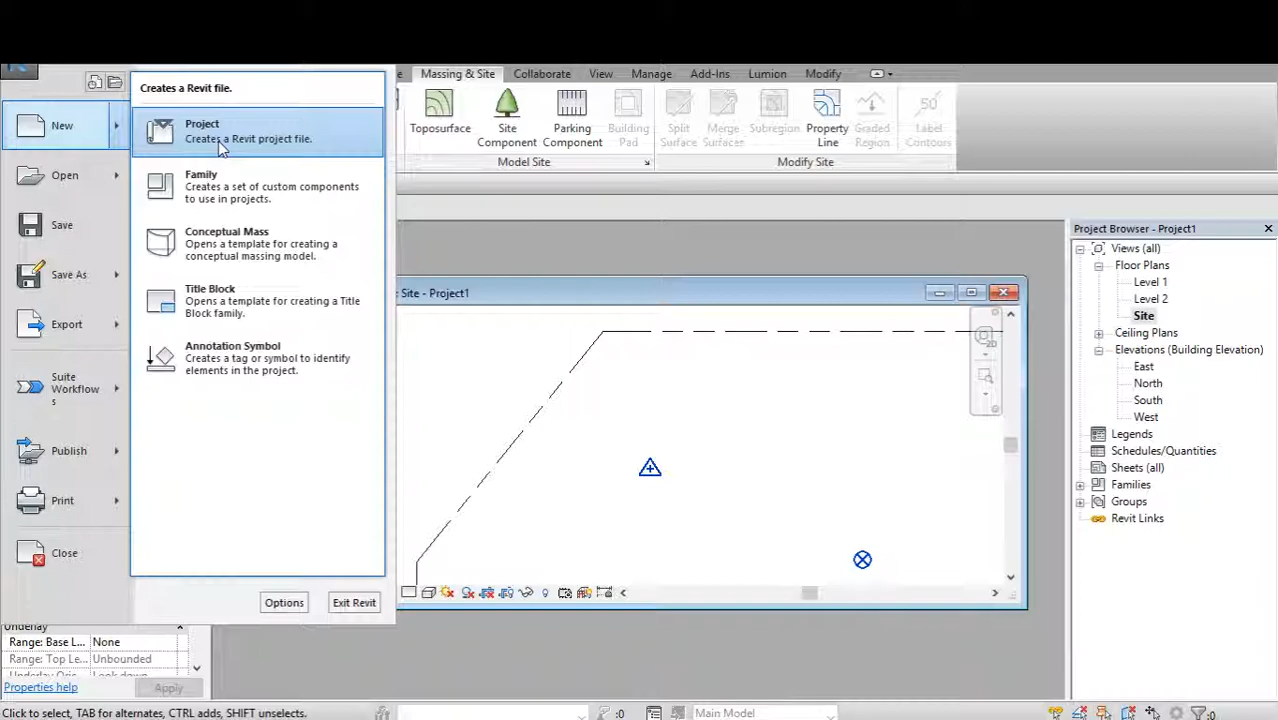 Massing & Site
Collaborate
View
Manage
Add-Ins
Lumion
Modify
Creates a Revit file.
New
Project
Creates a Revit project file.
Family
Creates a set of custom components
to use in projects.
Conceptual Mass
Opens a template for creating a
conceptual massing model.
Title Block
Opens a template for creating a Title
Block family.
Annotation Symbol
Creates a tag or symbol to identify
elements in the project.
Open
Save
Save As
Export
Suite
Workflow
s
Publish
Print
Close
Options
Exit Revit
Toposurface
Site
Component
Parking
Component
Building
Pad
Model Site
Split
Surface
Merge
Surfaces
Subregion
Property
Line
Graded
Region
50
Label
Contours
Modify Site
Site - Project1
2D
Project Browser - Project1
Views (all)
Floor Plans
Level 1
Level 2
Site
Ceiling Plans
Elevations (Building Elevation)
East
North
South
West
Legends
Schedules/Quantities
Sheets (all)
Families
Groups
Revit Links
Underlay
Range: Base L... None
Range: Top Le... Unbounded
Properties help
Apply
Click to select, TAB for alternates, CTRL adds, SHIFT unselects.
:0
Main Model
:0